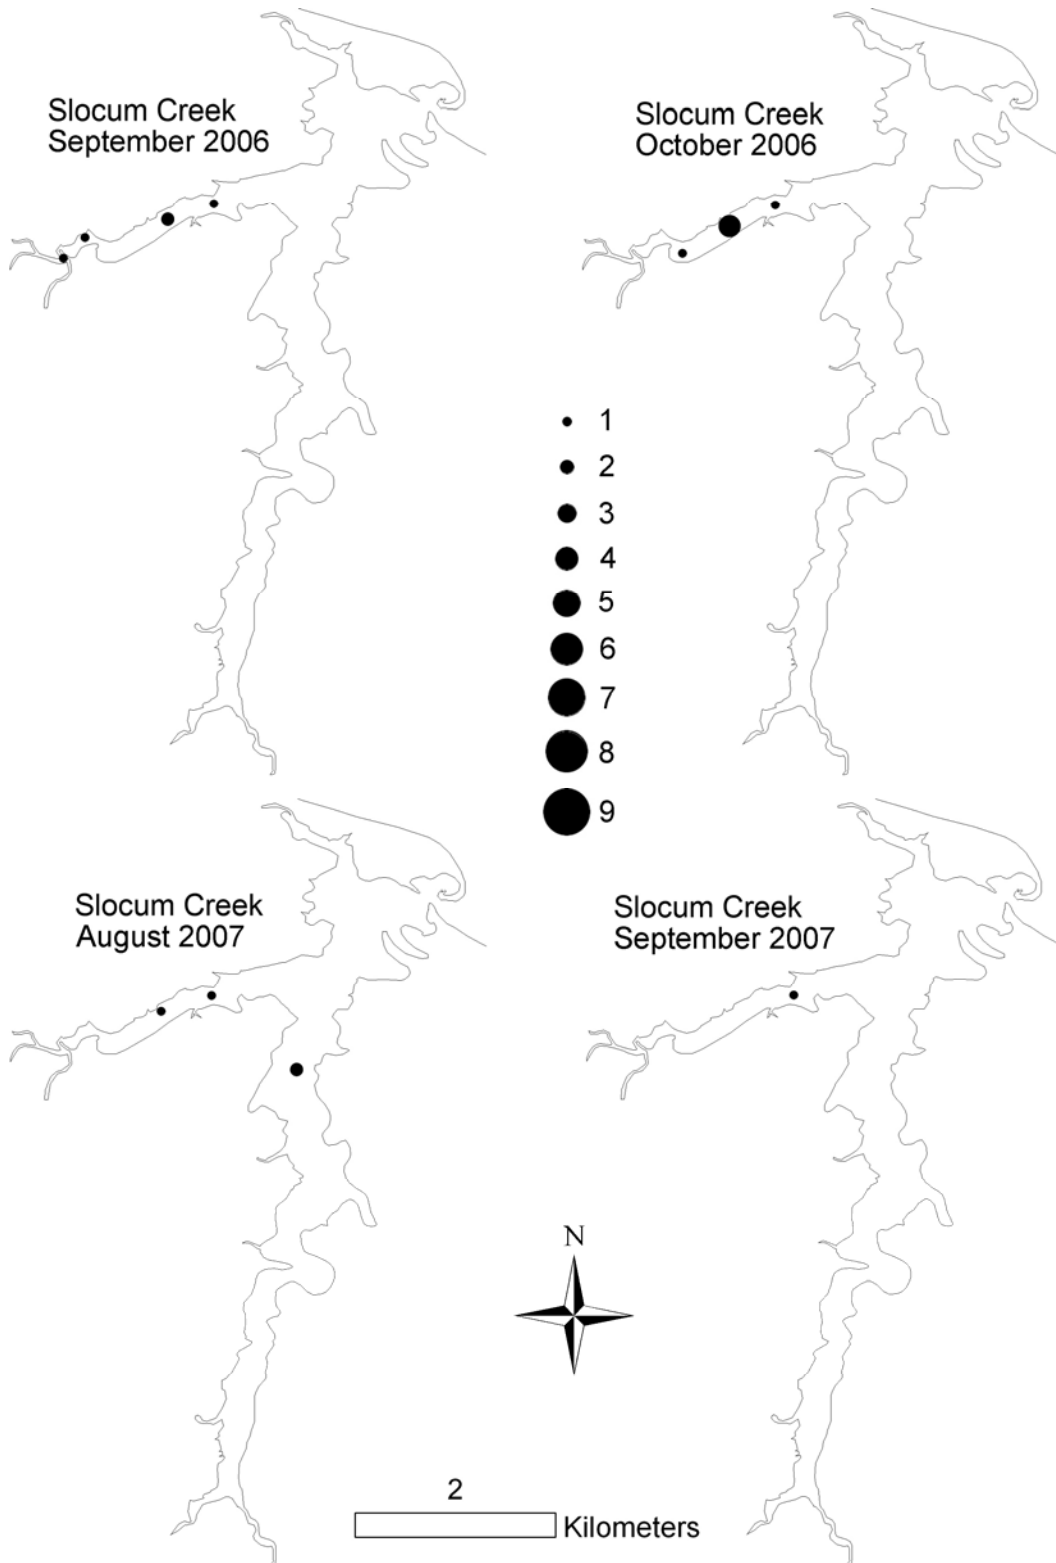 Slocum Creek
September 2006
Slocum Creek
October 2006
1
2
3
4
5
6
7
8
9
Slocum Creek
August 2007
Slocum Creek
September 2007
N
2
Kilometers